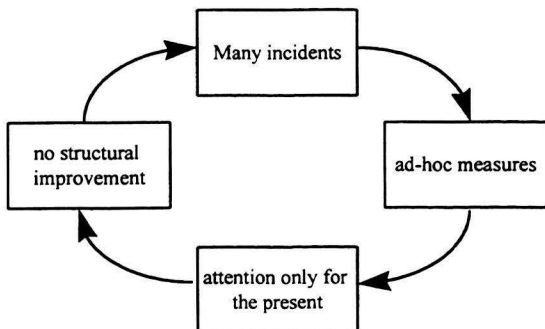 Many incidents
ad-hoc measures
attention only for
the present
no structural
improvement